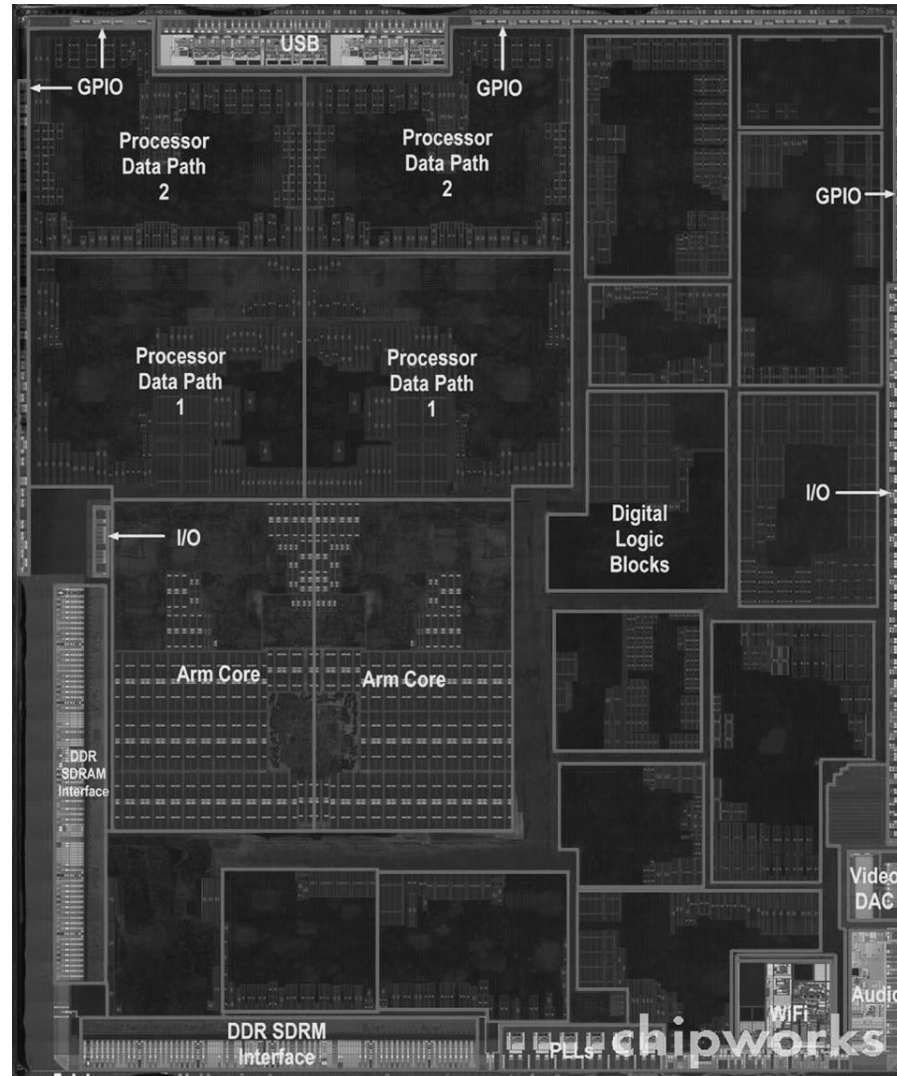 USB
GPIO
GPIO
Processor
Data Path
2
Processor
Data Path
2
GPIO
Processor
Data Path
1
Processor
Data Path
1
I/O
I/O
Digital
Logic
Blocks
Arm Core
Arm Core
DDR
SDRAM
Interface
Video
DAC
Audio
WiFi
DDR SDRM
Interface
PLLs
chipworks